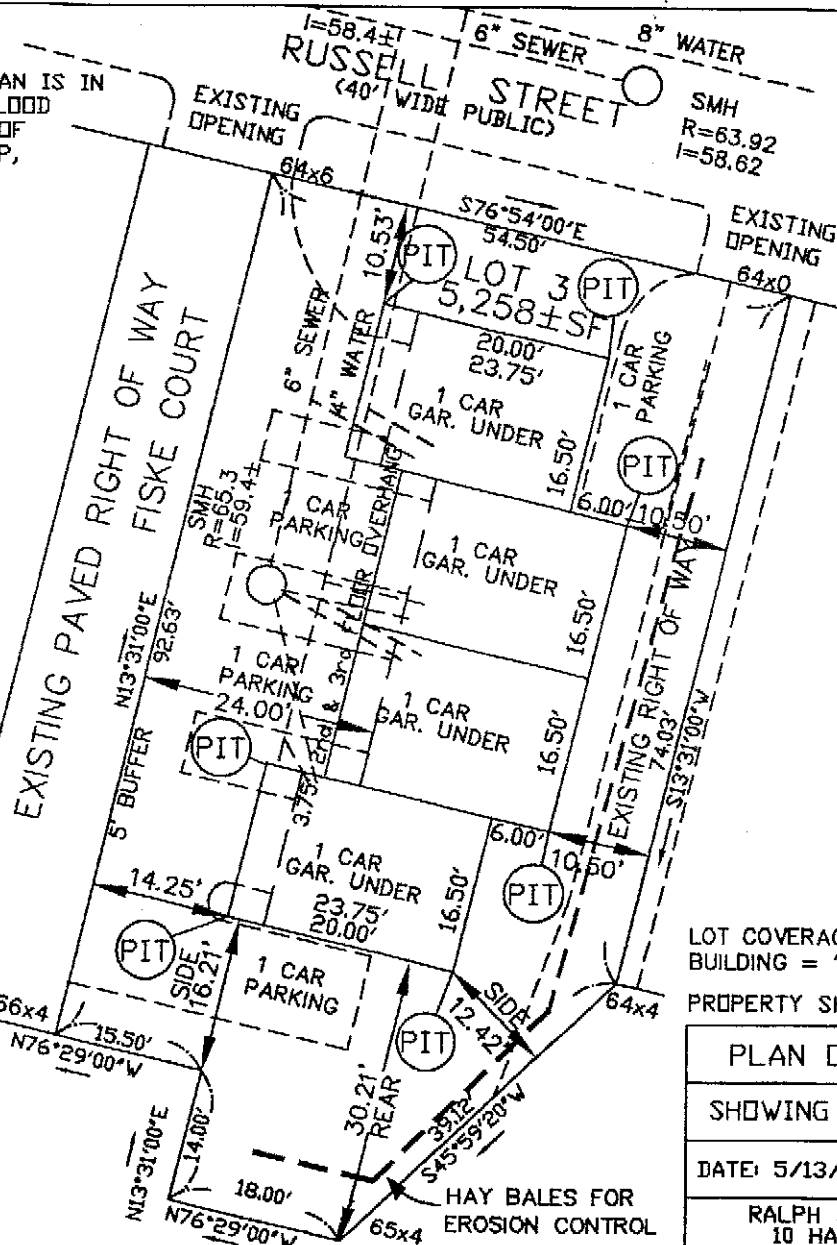 I=58.4±
6" SEWER
8" WATER
RUSSELL STREET
(40' WIDE PUBLIC)
SMH
R=63.92
I=58.62
AN IS IN
LOOD
OF
P,
EXISTING
OPENING
64x6
S76°54'00"E
54.50'
EXISTING
OPENING
64x0
10.53'
PIT
LOT 3
5,258±SF
PIT
EXISTING PAVED RIGHT OF WAY
FISKE COURT
6" SEWER
4" WATER
20.00'
23.75'
1 CAR
GAR. UNDER
16.50'
1 CAR
PARKING
PIT
6.00'
10.50'
SMH
R=65.3
I=59.4±
1 CAR
PARKING
2nd & 3rd FLOOR OVERHANG
1 CAR
GAR. UNDER
16.50'
EXISTING RIGHT OF WAY
74.03'
S13°31'00"W
N13°31'00"E
92.63'
1 CAR
PARKING
24.00'
1 CAR
GAR. UNDER
16.50'
PIT
3.75'
5' BUFFER
6.00'
10.50'
14.25'
1 CAR
GAR. UNDER
23.75'
20.00'
16.50'
PIT
PIT
SIDE
16.21'
1 CAR
PARKING
SIDE
12.42'
64x4
LOT COVERAG
BUILDING =
PROPERTY SI
66x4
15.50'
N76°29'00"W
PIT
30.21'
REAR
39.12'
S45°59'20"W
PLAN
SHOWING
N13°31'00"E
14.00'
18.00'
N76°29'00"W
65x4
HAY BALES FOR
EROSION CONTROL
DATE: 5/13/
RALPH
10 HA